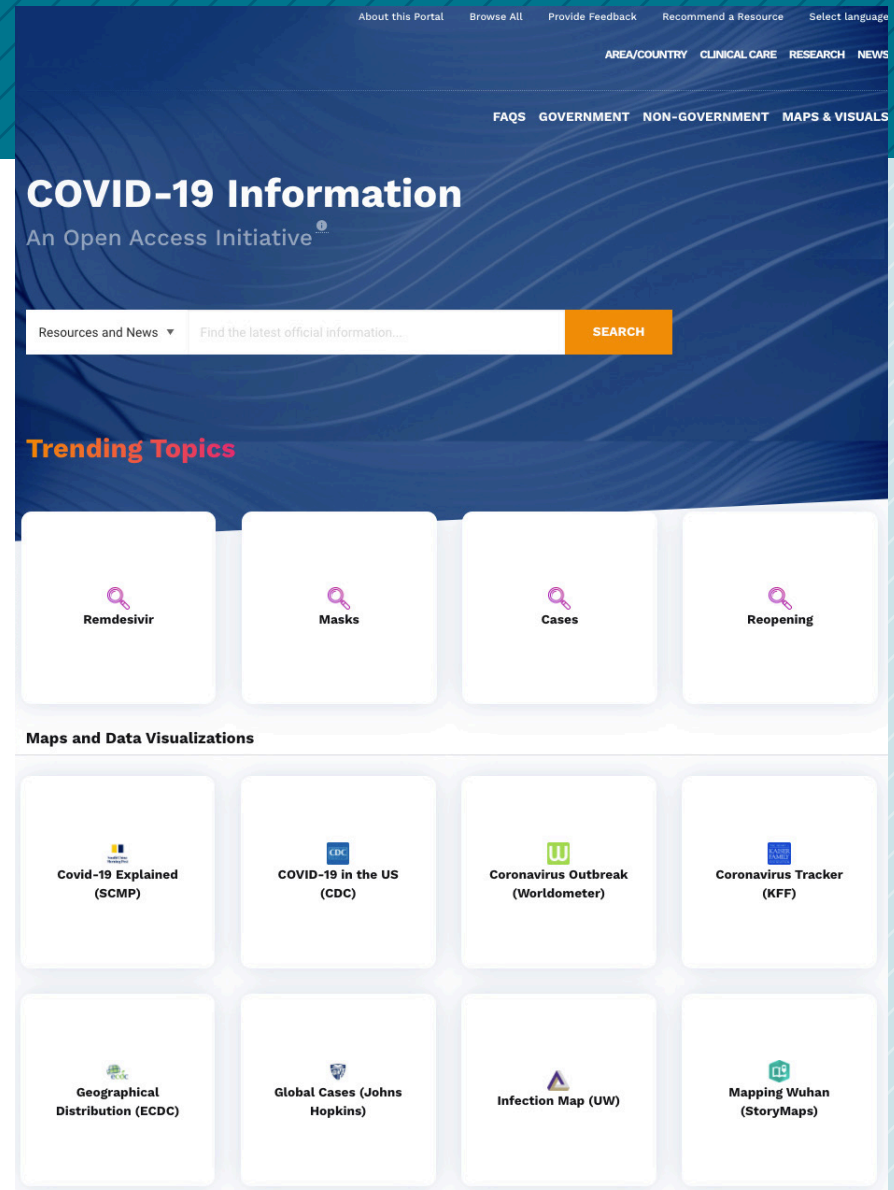 About this Portal Browse All Provide Feedback Recommend a Resource Select language
AREA/COUNTRY CLINICAL CARE RESEARCH NEWS
FAQS GOVERNMENT NON-GOVERNMENT MAPS & VISUALS
COVID-19 Information
An Open Access Initiative
Resources and News ▼ Find the latest official information... SEARCH
Trending Topics
Remdesivir Masks Cases Reopening
Maps and Data Visualizations
CDC
Covid-19 Explained COVID-19 in the US Coronavirus Outbreak Coronavirus Tracker
(SCMP) (CDC) (Worldometer) (KFF)
ecdc
Geographical Global Cases (Johns Infection Map (UW) Mapping Wuhan
Distribution (ECDC) Hopkins) (StoryMaps)